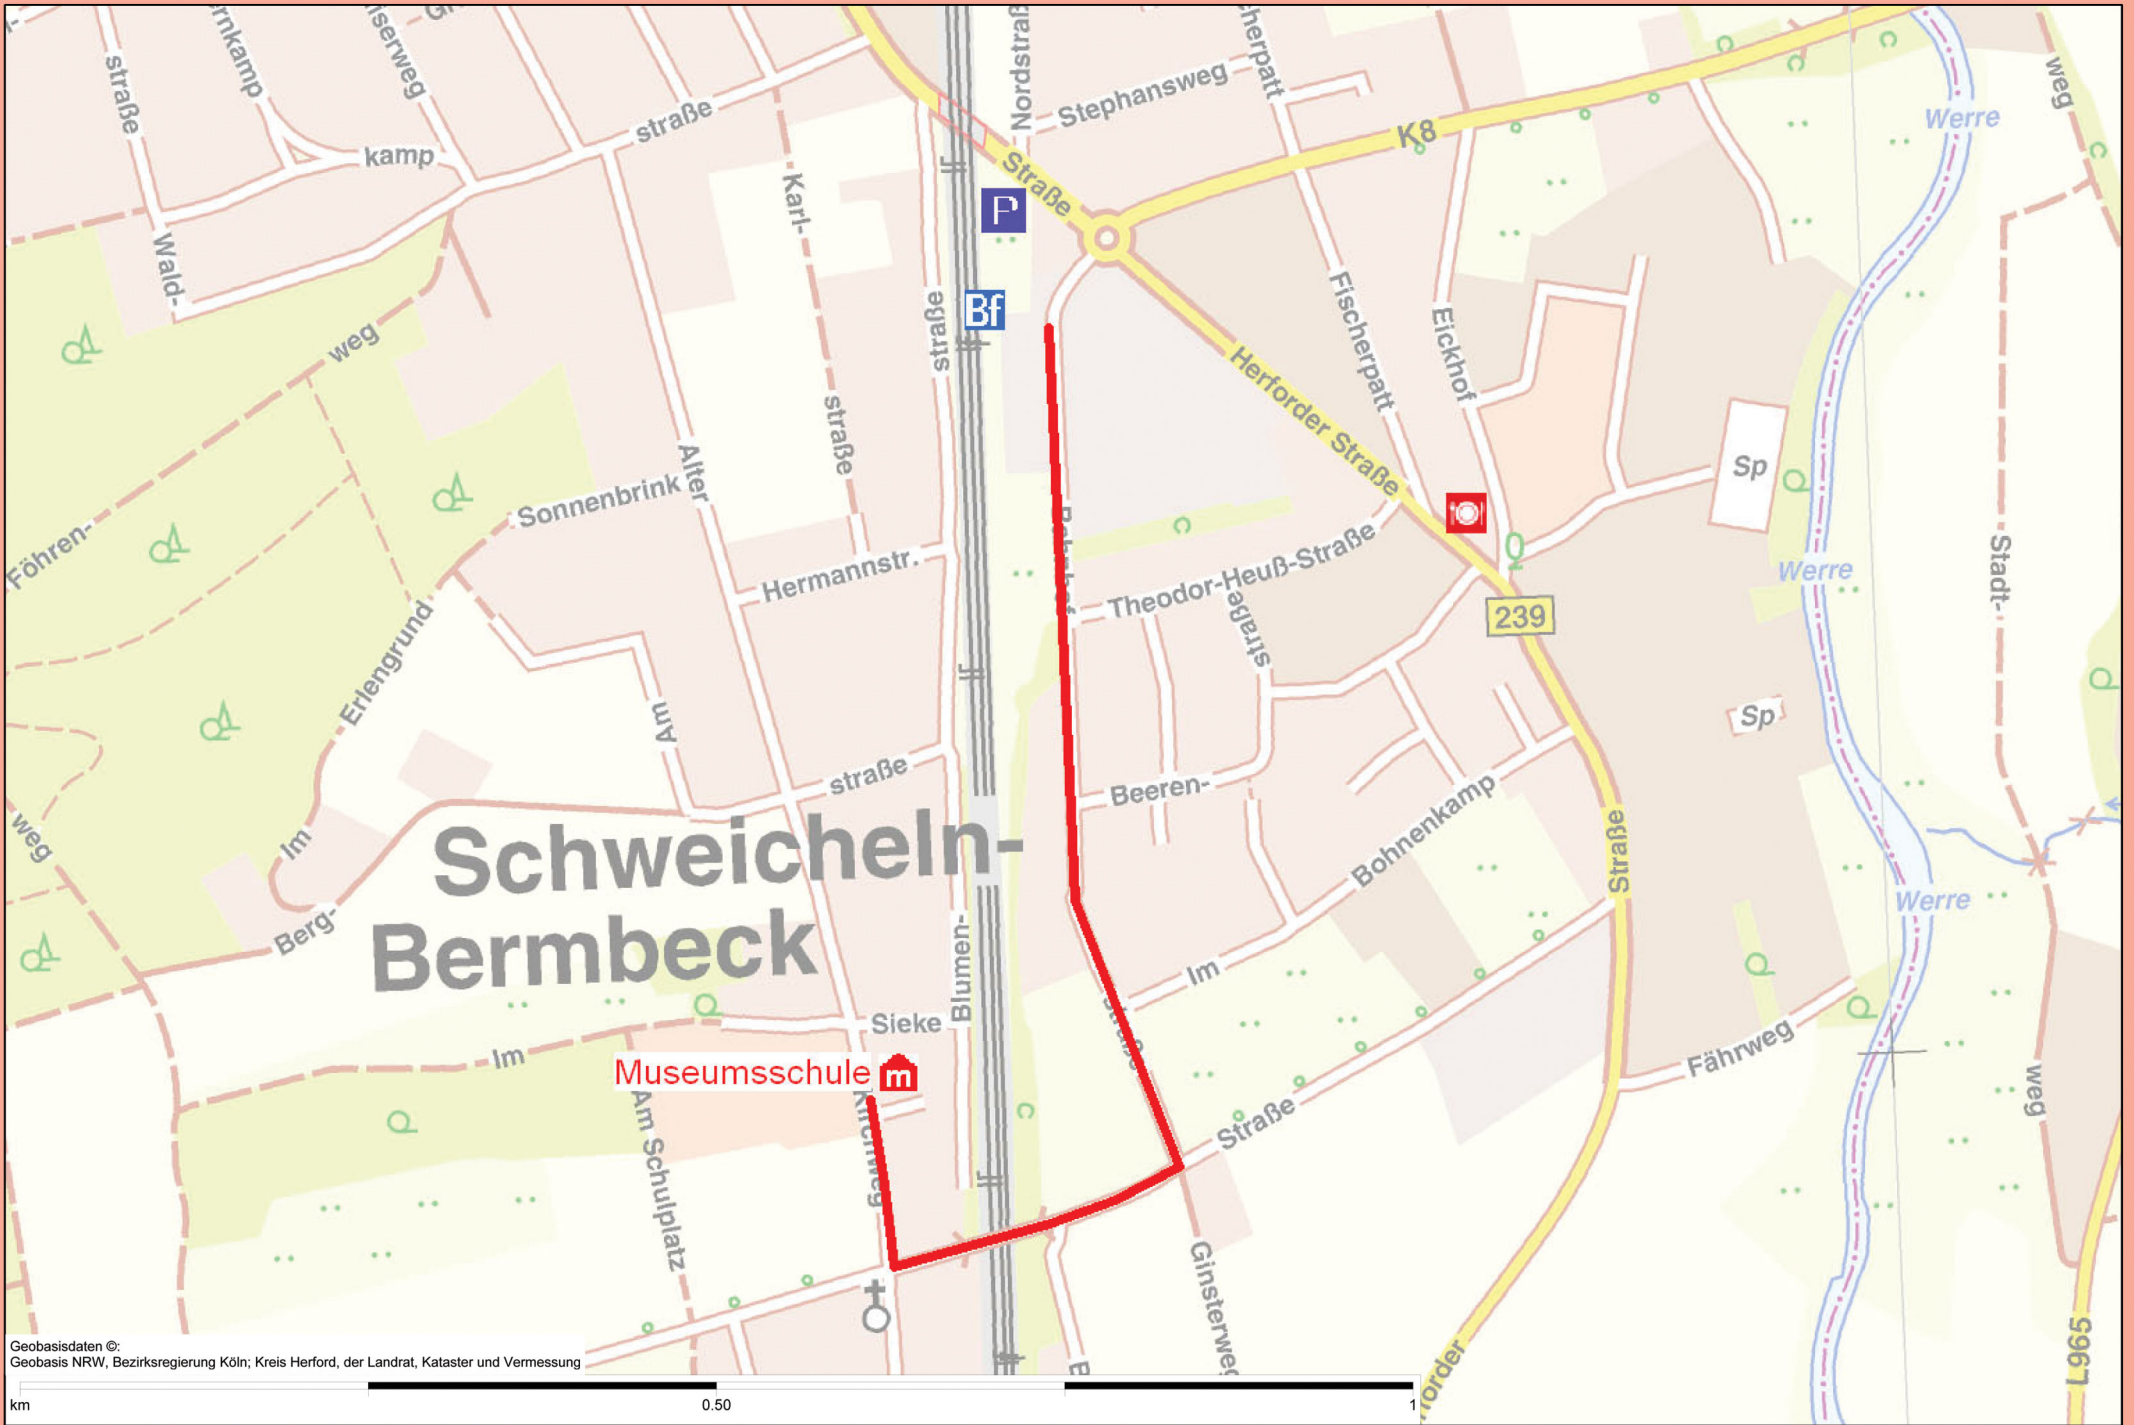 straße
kamp
straße
Wald-
Karl-
straße
straße
Nordstraß
Stephansweg
Straße
P
Bf
K8
Werre
weg
Fischerpatt
Eickhof
Herforder Straße
Sp
weg
Föhren-
Sonnenbrink
Alter
Hermannstr.
Theodor-Heuß-Straße
straße
239
Werre
Stadt-
Erlengrund
Im
Am
straße
Beeren-
Sp
Im Bohnenkamp
Straße
Werre
weg
Schweicheln-
Bermbeck
Berg-
Blumen-
Sieke
Im
Museumsschule
m
Kirchweg
Am Schulplatz
Straße
Fährweg
weg
Ginsterweg
L965
Geobasisdaten ©:
Geobasis NRW, Bezirksregierung Köln; Kreis Herford, der Landrat, Kataster und Vermessung
km
0.50
1